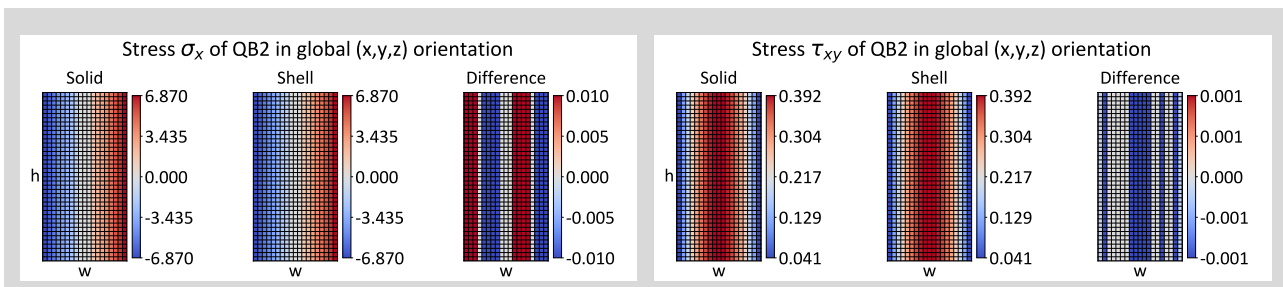 Stress σx of QB2 in global (x,y,z) orientation
Solid
Shell
Difference
6.870
3.435
0.000
-3.435
-6.870
6.870
3.435
0.000
-3.435
-6.870
0.010
0.005
0.000
-0.005
-0.010
h
w
w
w
Stress τxy of QB2 in global (x,y,z) orientation
Solid
Shell
Difference
0.392
0.304
0.217
0.129
0.041
0.392
0.304
0.217
0.129
0.041
0.001
0.001
0.000
-0.001
-0.001
h
w
w
w